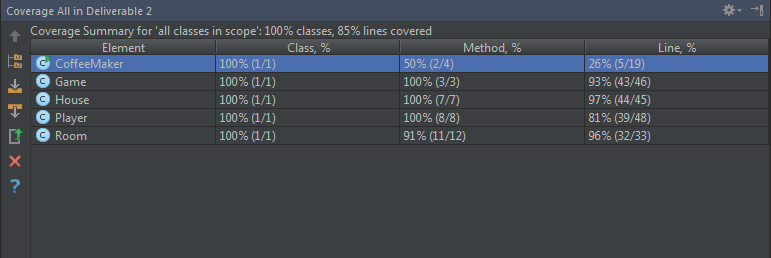 Coverage All in Deliverable 2
Coverage Summary for 'all classes in scope': 100% classes, 85% lines covered
Element Class, % Method, % Line, %
C CoffeeMaker 100% (1/1) 50% (2/4) 26% (5/19)
C Game 100% (1/1) 100% (3/3) 93% (43/46)
C House 100% (1/1) 100% (7/7) 97% (44/45)
C Player 100% (1/1) 100% (8/8) 81% (39/48)
C Room 100% (1/1) 91% (11/12) 96% (32/33)
?